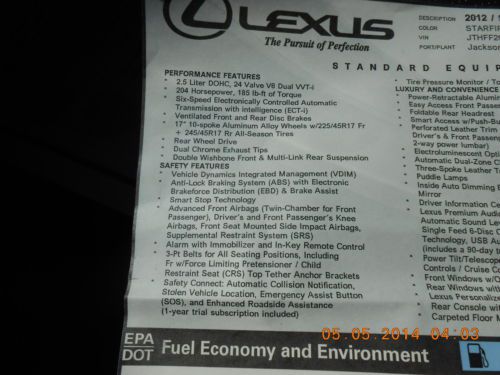 LEXUS
The Pursuit of Perfection
DESCRIPTION 2012 /
COLOR STARFI
VIN JTHFF2
PORT/PLANT Jackson
STANDARD EQUI
PERFORMANCE FEATURES
• 2.5 Liter DOHC, 24 Valve V6 Dual VVT-i
• 204 Horsepower, 185 lb-ft of Torque
• Six-Speed Electronically Controlled Automatic
Transmission with intelligence (ECT-i)
• Ventilated Front and Rear Disc Brakes
• 17" 10-spoke Aluminum Alloy Wheels w/225/45R17 Fr
+ 245/45R17 Rr All-Season Tires
• Rear Wheel Drive
• Dual Chrome Exhaust Tips
• Double Wishbone Front & Multi-Link Rear Suspension
SAFETY FEATURES
• Vehicle Dynamics Integrated Management (VDIM)
• Anti-Lock Braking System (ABS) with Electronic
Brakeforce Distribution (EBD) & Brake Assist
• Smart Stop Technology
• Advanced Front Airbags (Twin-Chamber for Front
Passenger), Driver's and Front Passenger's Knee
Airbags, Front Seat Mounted Side Impact Airbags,
Supplemental Restraint System (SRS)
• Alarm with Immobilizer and In-Key Remote Control
• 3-Pt Belts for All Seating Positions, Including
Fr w/Force Limiting Pretensioner / Child
Restraint Seat (CRS) Top Tether Anchor Brackets
• Safety Connect: Automatic Collision Notification,
Stolen Vehicle Location, Emergency Assist Button
(SOS), and Enhanced Roadside Assistance
(1-year trial subscription included)
• Tire Pressure Monitor / To
LUXURY AND CONVENIENCE
• Power-Retractable Alumin
• Easy Access Front Passen
• Foldable Rear Headrest
• Smart Access w/Push-Bu
• Perforated Leather Trim
• Driver's & Front Passen
2-way power lumbar)
• Electroluminescent Opti
• Automatic Dual-Zone C
• Three-Spoke Leather T
• Puddle Lamps
• Inside Auto Dimming
Mirror
• Driver Information Ce
• Lexus Premium Audi
Automatic Sound Lev
Single Feed 6-Disc C
Technology, USB Au
(includes a 90-day tr
• Power Tilt/Telescop
Controls / Cruise Co
• Front Windows w/O
Rear Windows with
• Lexus Personaliz
• Rear Console with
• Carpeted Floor M
05.05.2014 04:03
EPA
DOT
Fuel Economy and Environment